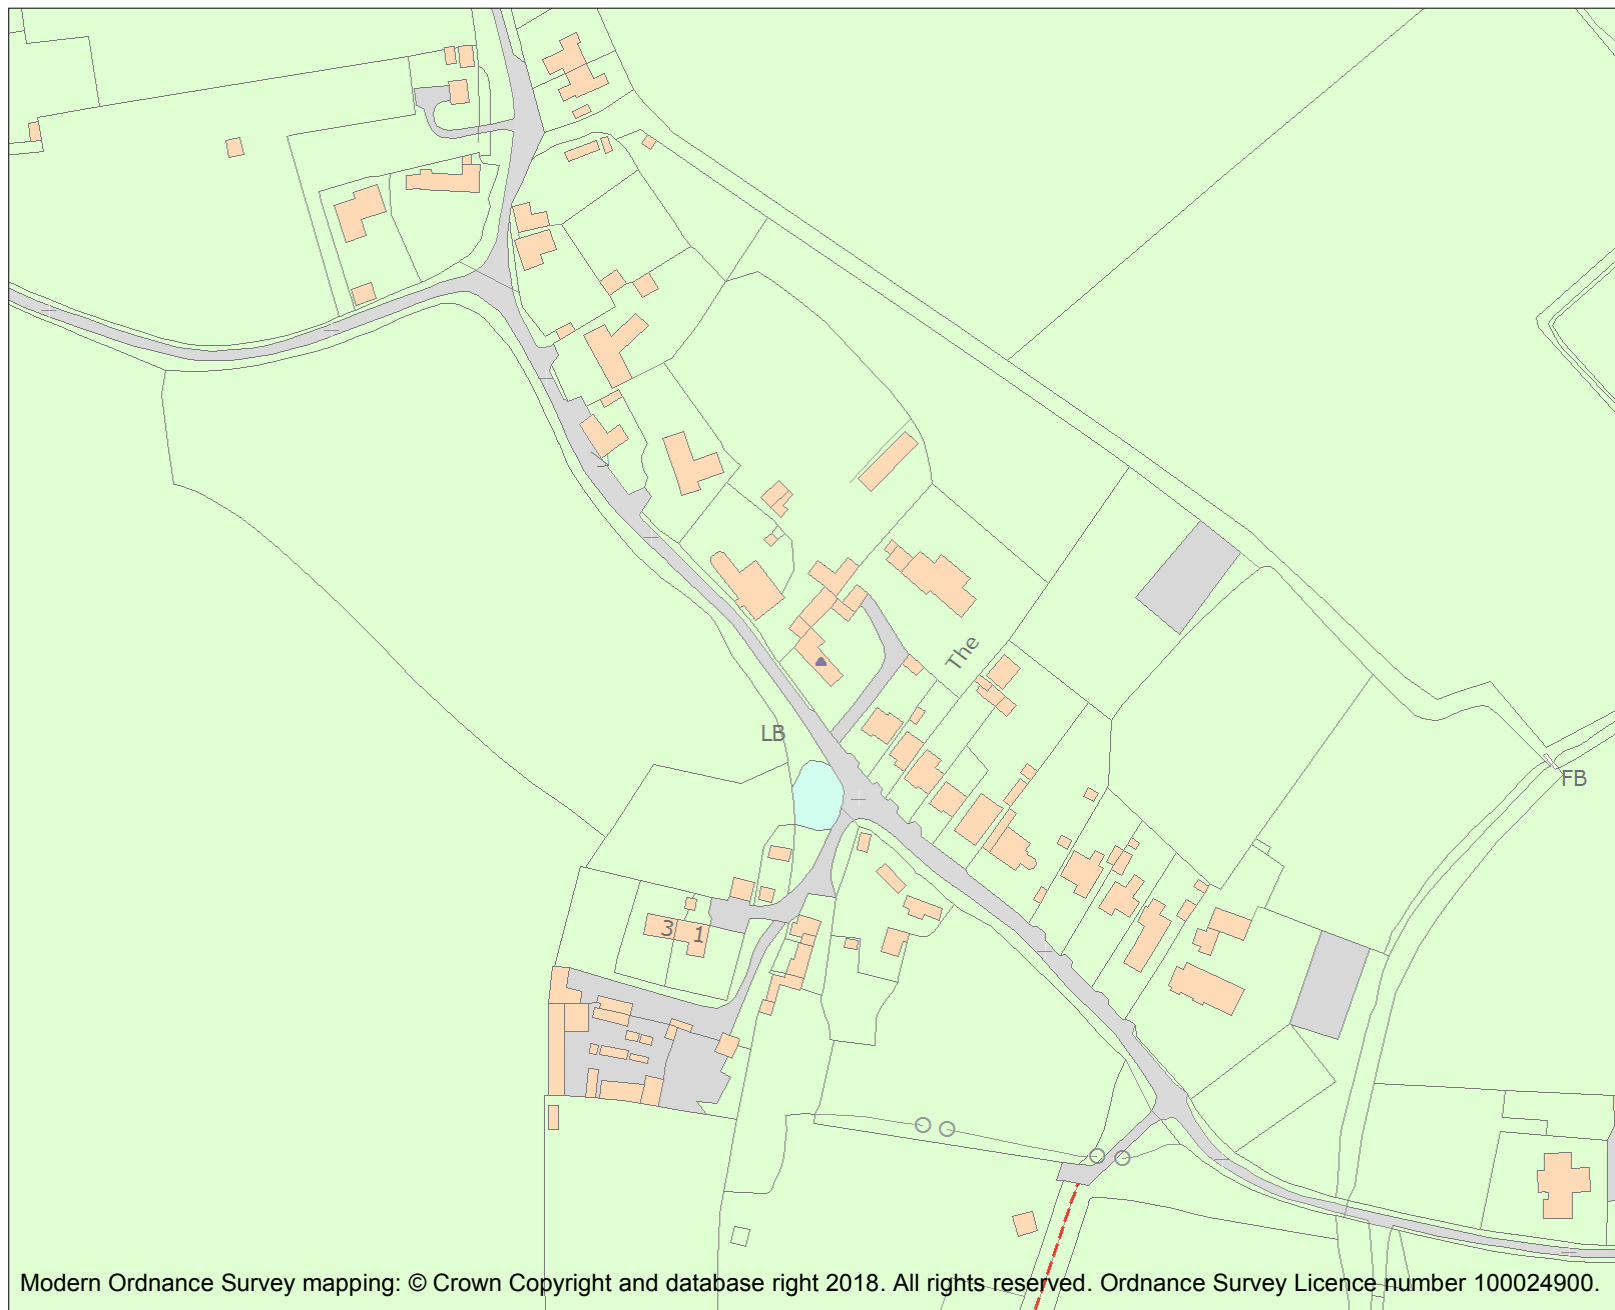 The
LB
FB
3 1
Modern Ordnance Survey mapping: © Crown Copyright and database right 2018. All rights reserved. Ordnance Survey Licence number 100024900.